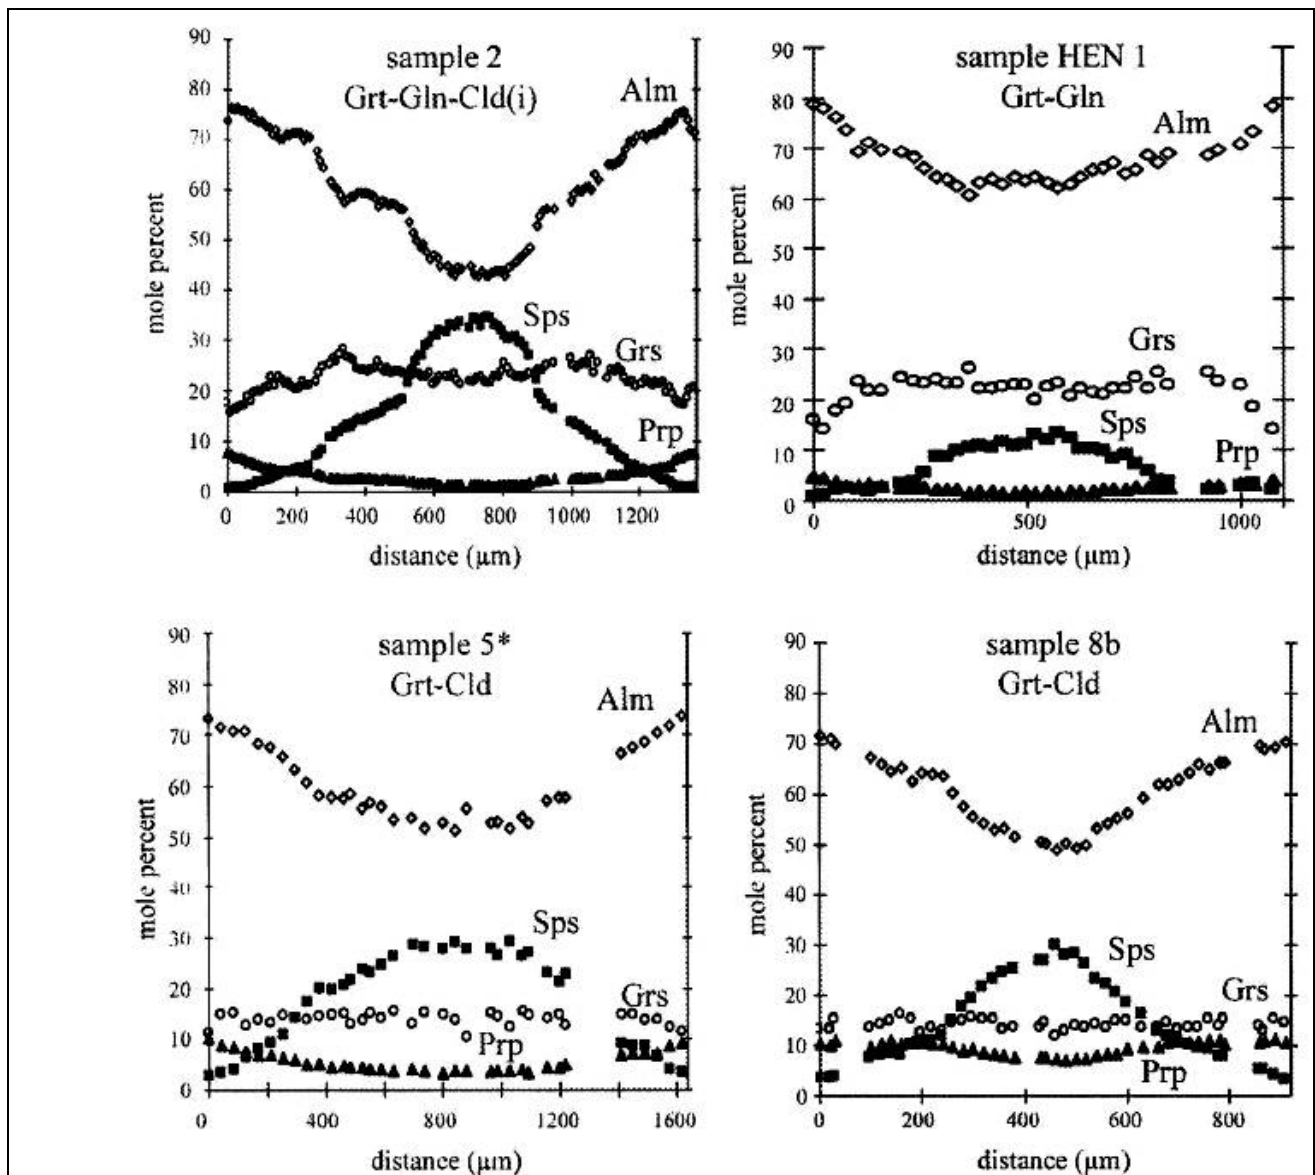 sample 2
Grt-Gln-Cld(i)
90
80
70
60
50
40
30
20
10
0
mole percent
Alm
Sps
Grs
Prp
0 200 400 600 800 1000 1200
distance (µm)
sample HEN 1
Grt-Gln
90
80
70
60
50
40
30
20
10
0
mole percent
Alm
Grs
Sps
Prp
0 500 1000
distance (µm)
sample 5*
Grt-Cld
90
80
70
60
50
40
30
20
10
0
mole percent
Alm
Sps
Grs
Prp
0 400 800 1200 1600
distance (µm)
sample 8b
Grt-Cld
90
80
70
60
50
40
30
20
10
0
mole percent
Alm
Sps
Grs
Prp
0 200 400 600 800
distance (µm)